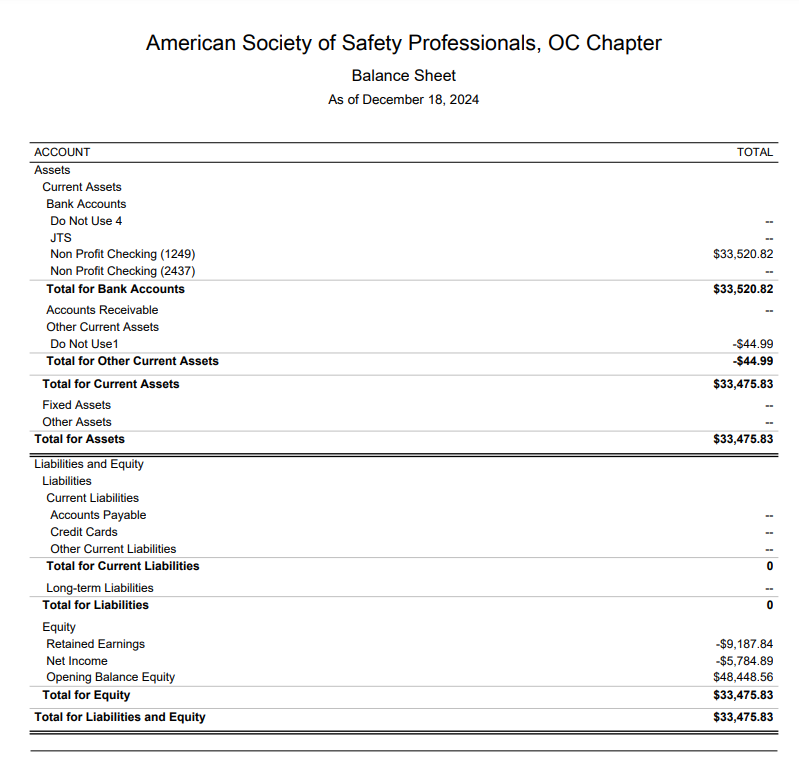 American Society of Safety Professionals, OC Chapter
Balance Sheet
As of December 18, 2024
ACCOUNT TOTAL
Assets
Current Assets
Bank Accounts
Do Not Use 4 --
JTS --
Non Profit Checking (1249) $33,520.82
Non Profit Checking (2437) --
Total for Bank Accounts $33,520.82
Accounts Receivable --
Other Current Assets
Do Not Use1 -$44.99
Total for Other Current Assets -$44.99
Total for Current Assets $33,475.83
Fixed Assets --
Other Assets --
Total for Assets $33,475.83
Liabilities and Equity
Liabilities
Current Liabilities
Accounts Payable --
Credit Cards --
Other Current Liabilities --
Total for Current Liabilities 0
Long-term Liabilities --
Total for Liabilities 0
Equity
Retained Earnings -$9,187.84
Net Income -$5,784.89
Opening Balance Equity $48,448.56
Total for Equity $33,475.83
Total for Liabilities and Equity $33,475.83